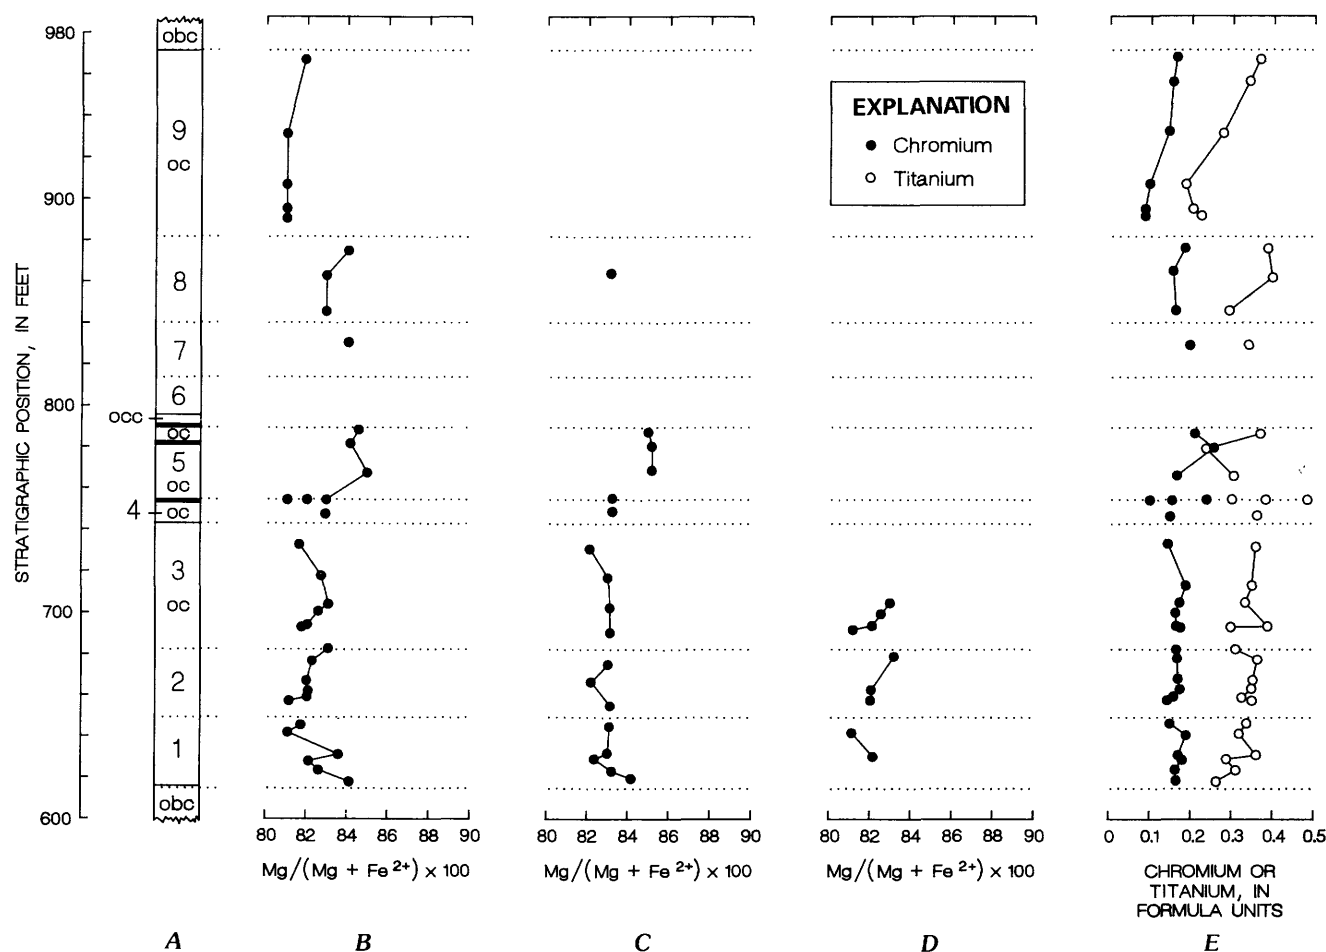 STRATIGRAPHIC POSITION, IN FEET
980
900
800
700
600
obc
9
oc
8
7
6
occ
oc
5
oc
4
oc
3
oc
2
1
obc
A
80 82 84 86 88 90
Mg/(Mg + Fe 2+) × 100
B
80 82 84 86 88 90
Mg/(Mg + Fe 2+) × 100
C
EXPLANATION
Chromium
Titanium
80 82 84 86 88 90
Mg/(Mg + Fe 2+) × 100
D
0 0.1 0.2 0.3 0.4 0.5
CHROMIUM OR
TITANIUM, IN
FORMULA UNITS
E